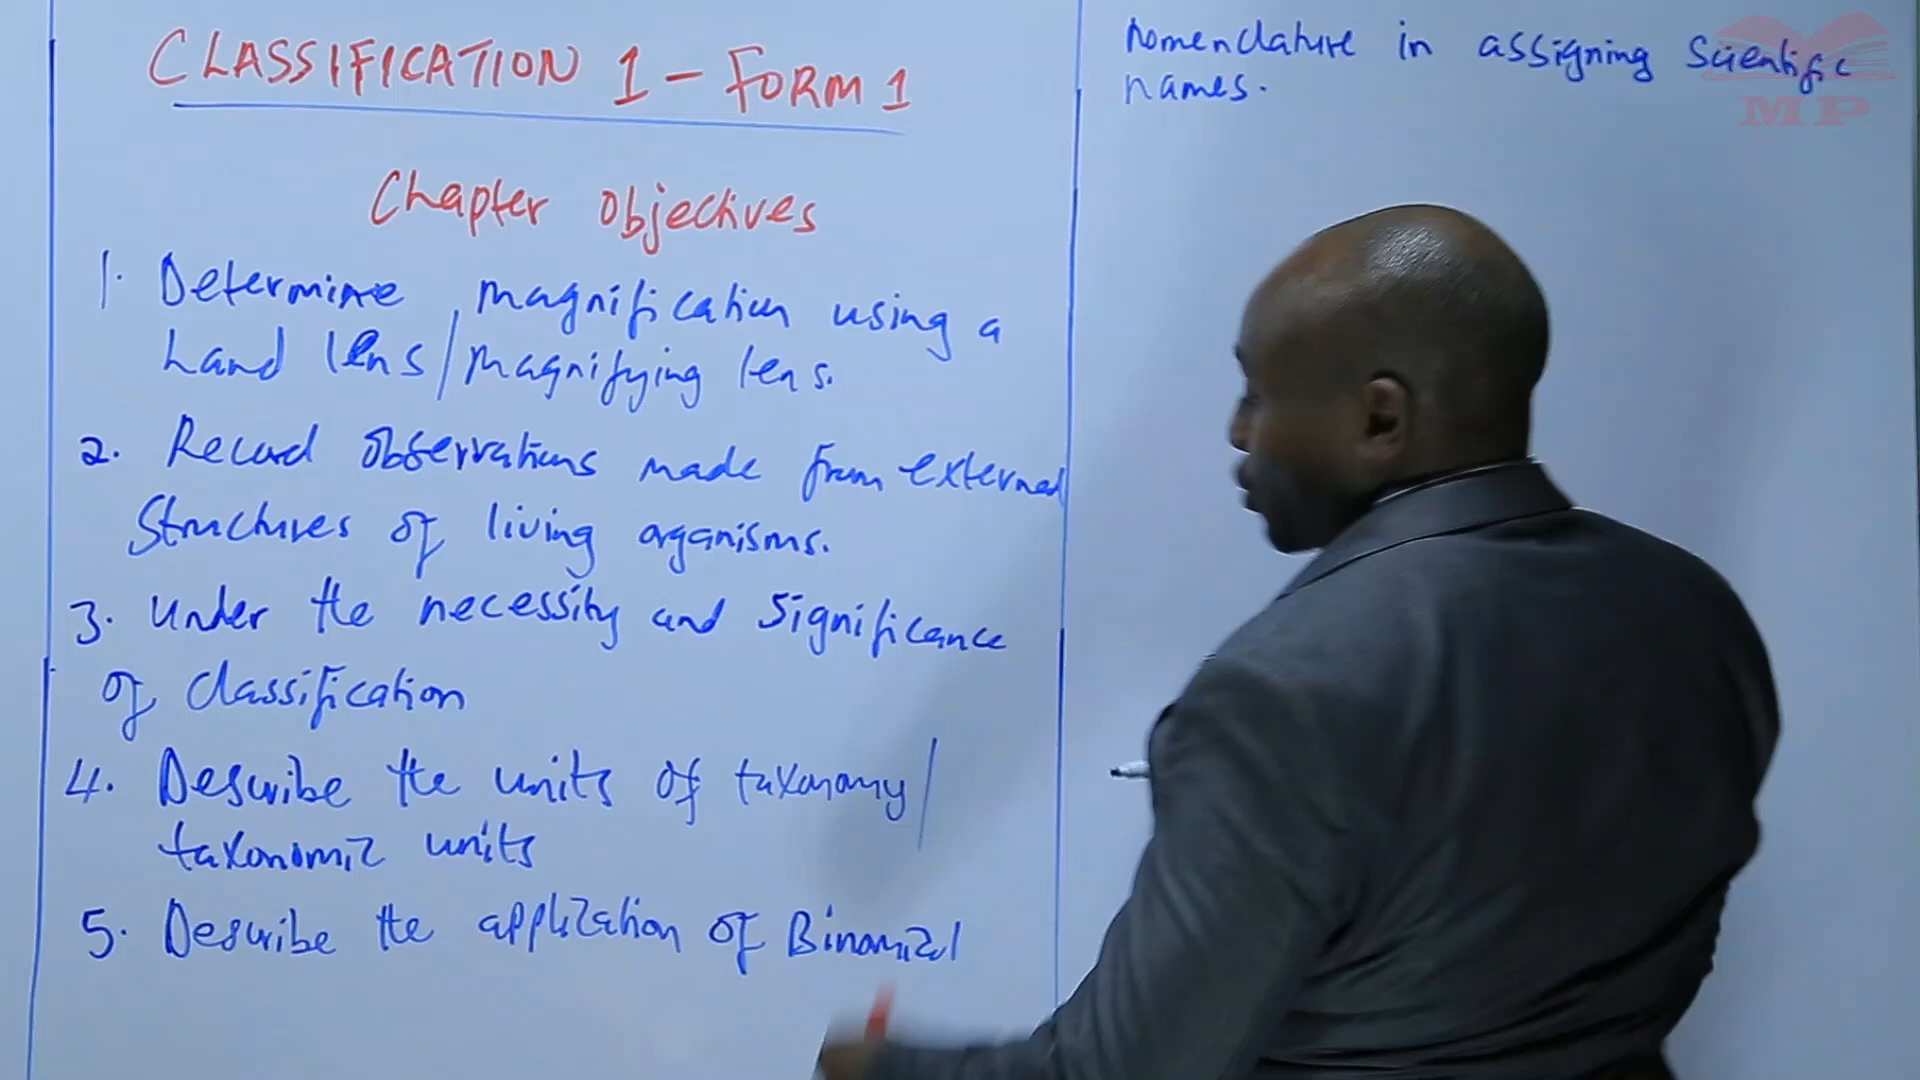 CLASSIFICATION 1 - FORM 1
Chapter Objectives
1. Determine magnification using a
hand lens/magnifying lens.
2. Record observations made from external
structures of living organisms.
3. Under the necessity and significance
of classification
4. Describe the units of taxonomy/
taxonomic units
5. Describe the application of Binomial
nomenclature in assigning scientific
names.
MP